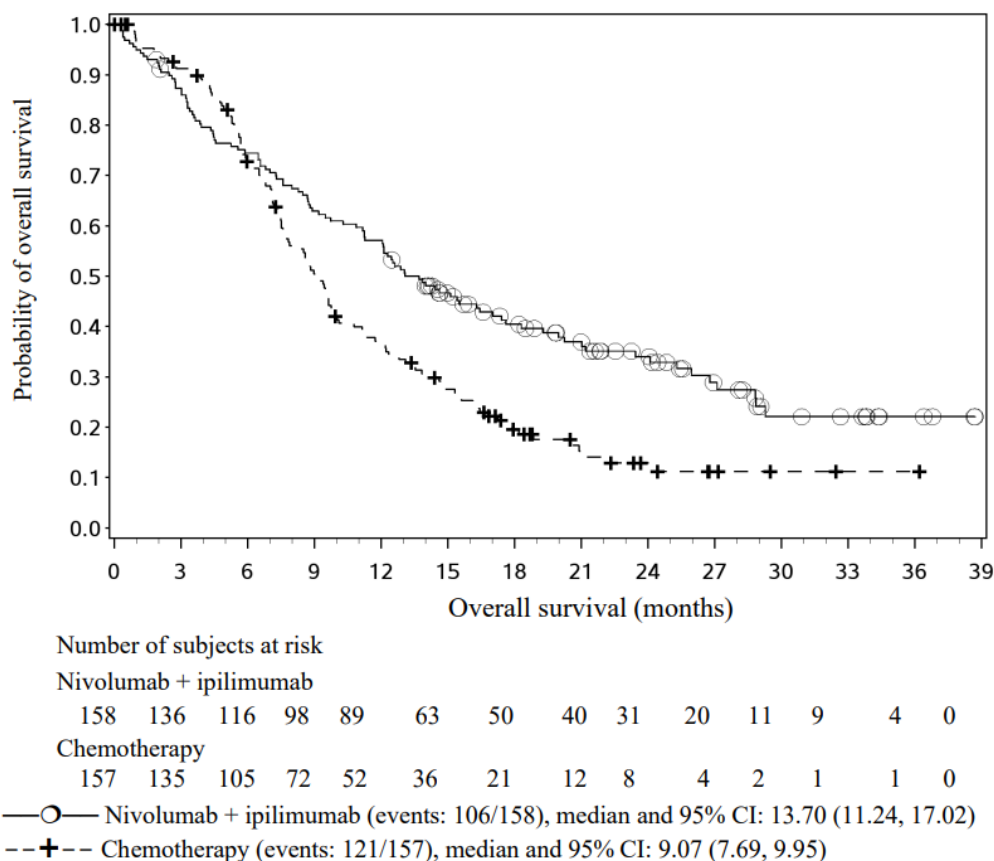 Probability of overall survival
1.0
0.9
0.8
0.7
0.6
0.5
0.4
0.3
0.2
0.1
0.0
0 3 6 9 12 15 18 21 24 27 30 33 36 39
Overall survival (months)
Number of subjects at risk
Nivolumab + ipilimumab
158 136 116 98 89 63 50 40 31 20 11 9 4 0
Chemotherapy
157 135 105 72 52 36 21 12 8 4 2 1 1 0
Nivolumab + ipilimumab (events: 106/158), median and 95% CI: 13.70 (11.24, 17.02)
Chemotherapy (events: 121/157), median and 95% CI: 9.07 (7.69, 9.95)